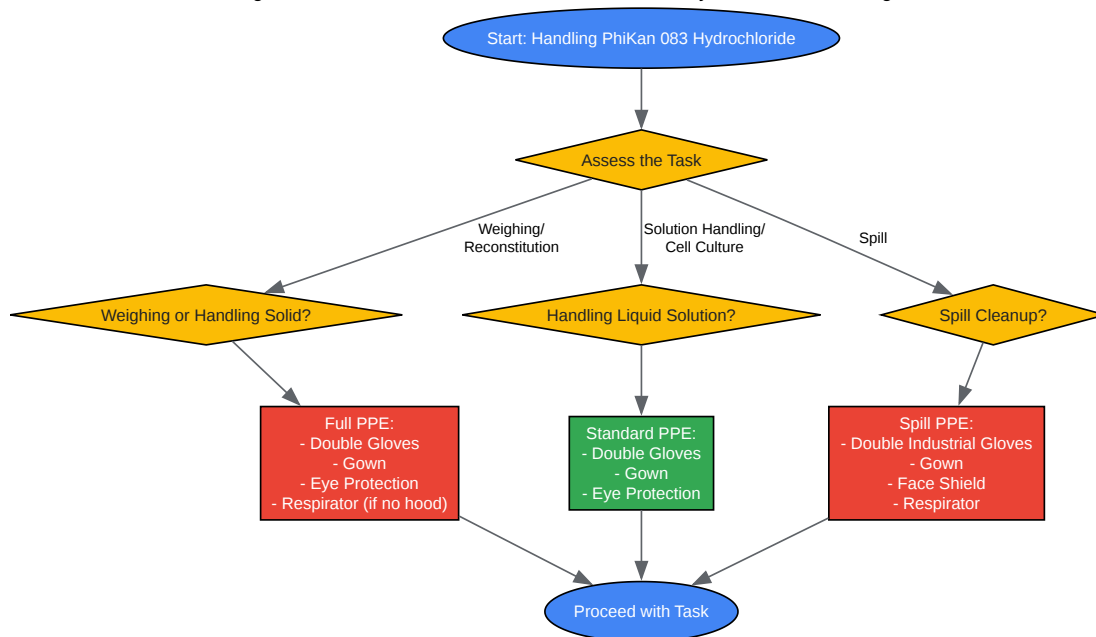 Start: Handling PhiKan 083 Hydrochloride
Assess the Task
Weighing/
Reconstitution
Solution Handling/
Cell Culture
Spill
Weighing or Handling Solid?
Handling Liquid Solution?
Spill Cleanup?
Full PPE:
- Double Gloves
- Gown
- Eye Protection
- Respirator (if no hood)
Standard PPE:
- Double Gloves
- Gown
- Eye Protection
Spill PPE:
- Double Industrial Gloves
- Gown
- Face Shield
- Respirator
Proceed with Task